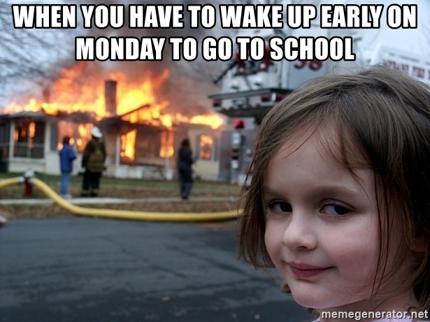 WHEN YOU HAVE TO WAKE UP EARLY ON
MONDAY TO GO TO SCHOOL
memegenerator.net